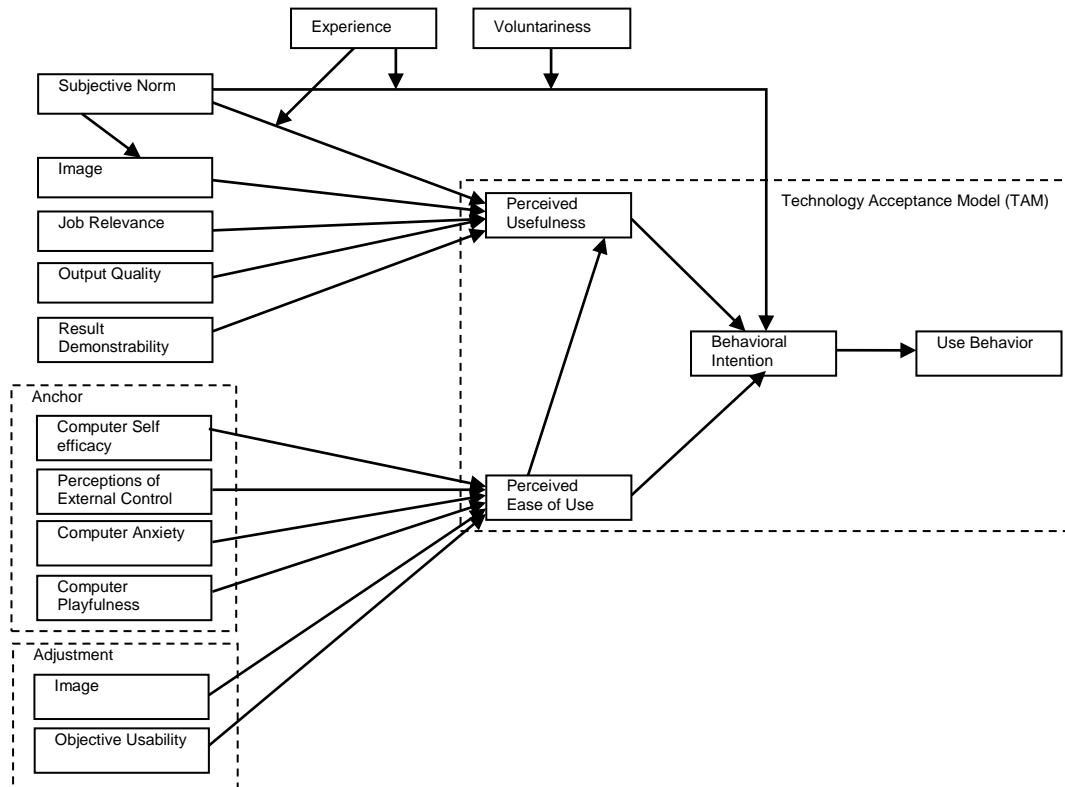 Experience
Voluntariness
Subjective Norm
Image
Job Relevance
Output Quality
Result
Demonstrability
Perceived
Usefulness
Technology Acceptance Model (TAM)
Behavioral
Intention
Use Behavior
Anchor
Computer Self
efficacy
Perceptions of
External Control
Computer Anxiety
Computer
Playfulness
Perceived
Ease of Use
Adjustment
Image
Objective Usability